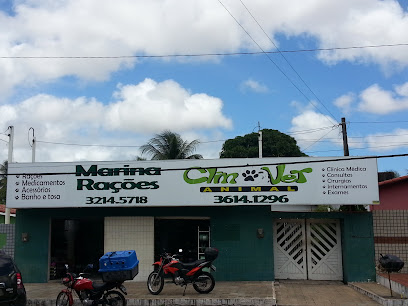 Rações
Medicamentos
Acessórios
Banho e tosa
Marina
Rações
3214.5718
Clin Vet
ANIMAL
3614.1296
Clínica Médica
Consultas
Cirurgias
Internamentos
Exames